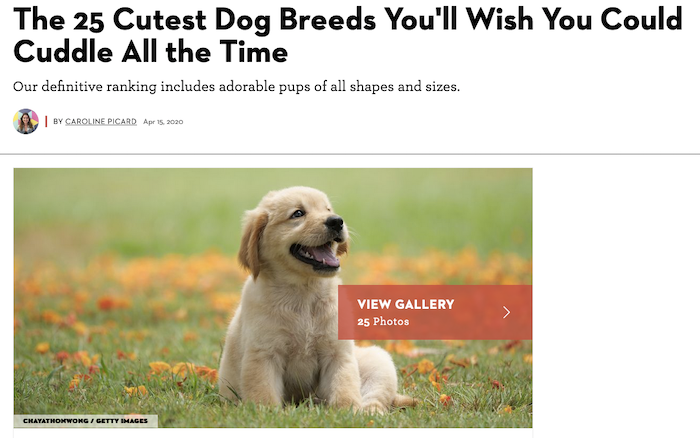 The 25 Cutest Dog Breeds You'll Wish You Could
Cuddle All the Time
Our definitive ranking includes adorable pups of all shapes and sizes.
BY CAROLINE PICARD Apr 15, 2020
VIEW GALLERY
25 Photos
CHAYATHONWONG / GETTY IMAGES